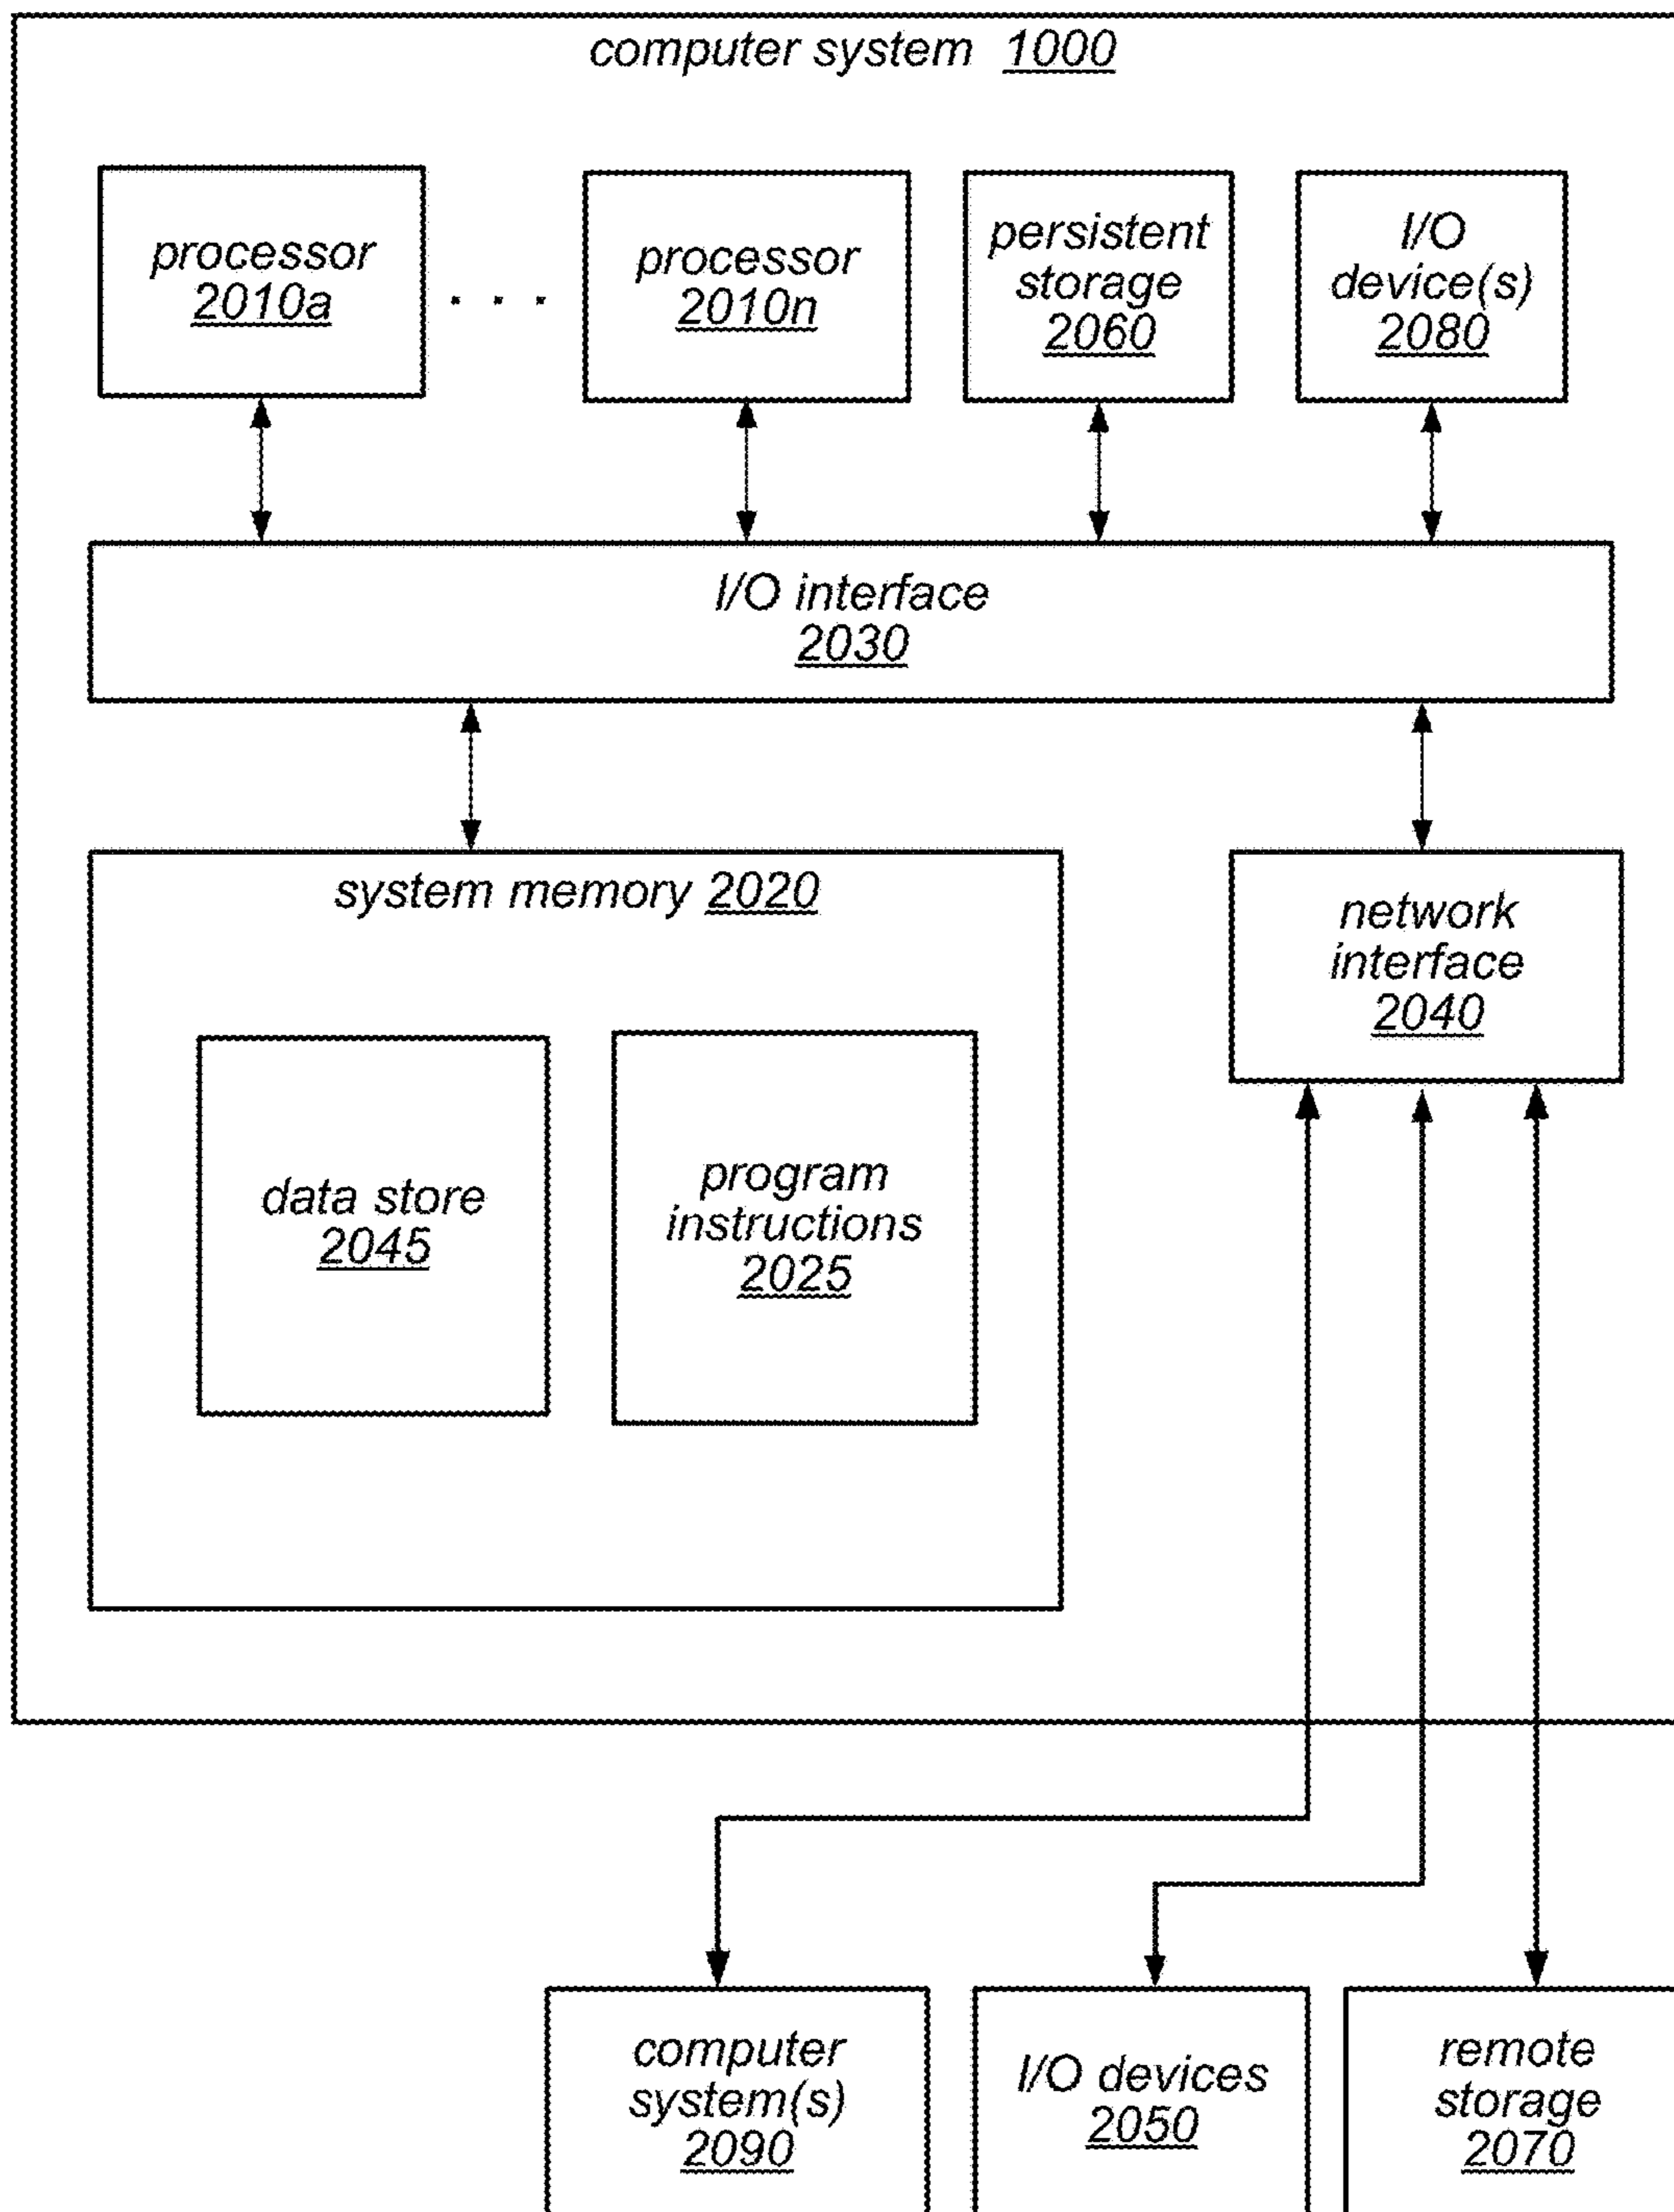 computer system 1000
processor
2010a
. . .
processor
2010n
persistent
storage
2060
I/O
device(s)
2080
I/O interface
2030
system memory 2020
data store
2045
program
instructions
2025
network
interface
2040
computer
system(s)
2090
I/O devices
2050
remote
storage
2070